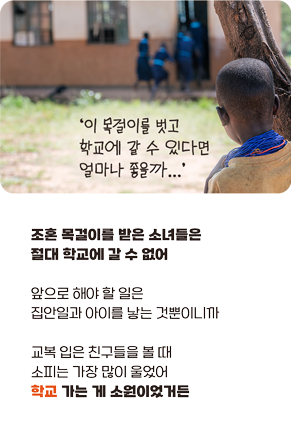 ‘이 목걸이를 벗고
학교에 갈 수 있다면
얼마나 좋을까...’
조혼 목걸이를 받은 소녀들은
절대 학교에 갈 수 없어
앞으로 해야 할 일은
집안일과 아이를 낳는 것뿐이니까
교복 입은 친구들을 볼 때
소피는 가장 많이 울었어
학교 가는 게 소원이었거든